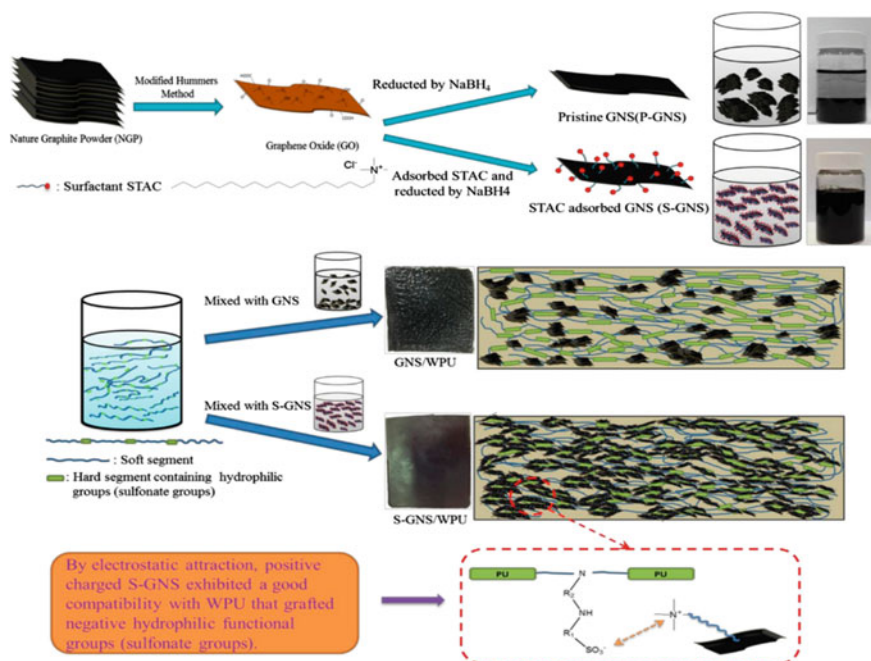 Modified Hummers
Method
Reducted by NaBH4
Nature Graphite Powder (NGP)
Graphene Oxide (GO)
Pristine GNS(P-GNS)
Cl-
N+
: Surfactant STAC
Adsorbed STAC and
reducted by NaBH4
STAC adsorbed GNS (S-GNS)
Mixed with GNS
GNS/WPU
Mixed with S-GNS
: Soft segment
: Hard segment containing hydrophilic
groups (sulfonate groups)
S-GNS/WPU
By electrostatic attraction, positive
charged S-GNS exhibited a good
compatibility with WPU that grafted
negative hydrophilic functional
groups (sulfonate groups).
PU
N
PU
R2
NH
R1
SO3-
N+